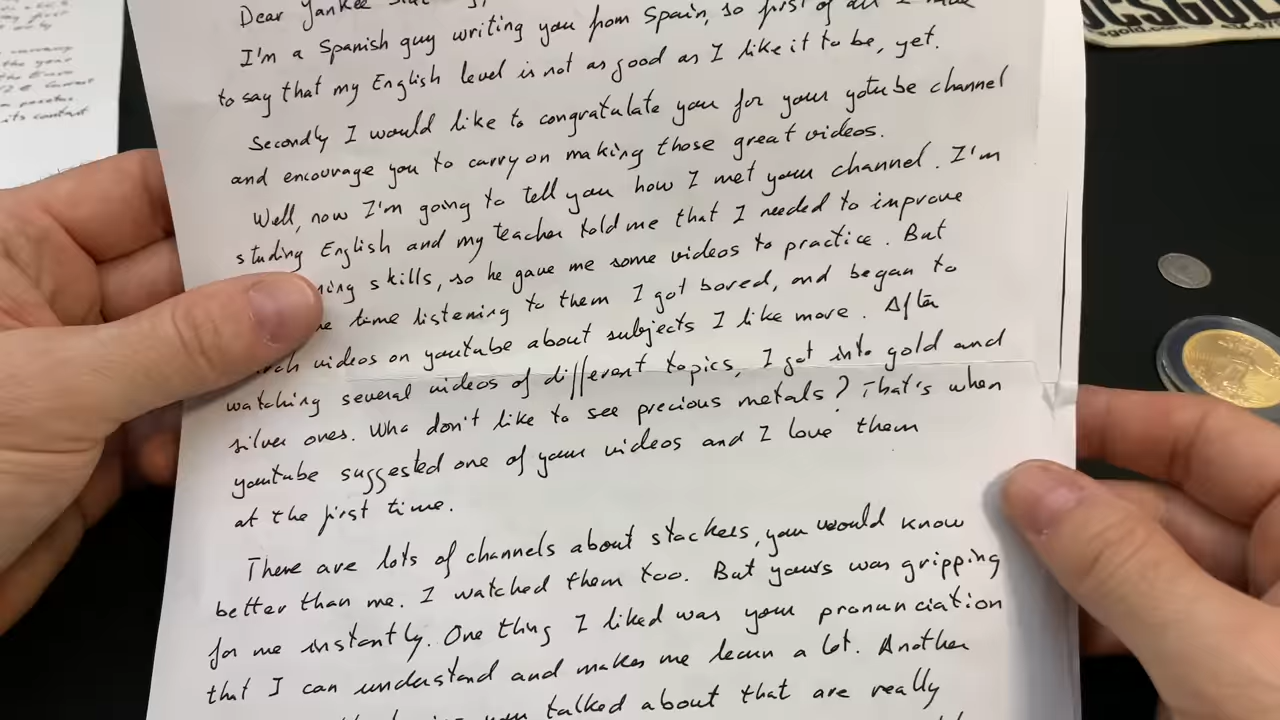 Dear Yankee
I'm a Spanish guy writing you from Spain, so first of all I
to say that my English level is not as good as I like it to be, yet.
Secondly I would like to congratulate you for your yotube channel
and encourage you to carry on making those great videos.
Well, now I'm going to tell you how I met your channel. I'm
studing English and my teacher told me that I needed to improve
skills, so he gave me some videos to practice. But
time listening to them I got bored, and began to
videos on youtube about subjects I like more. After
watching several videos of different topics, I got into gold and
silver ones. Who don't like to see precious metals? That's when
youtube suggested one of your videos and I love them
at the first time.
There are lots of channels about stackers, you would know
better than me. I watched them too. But yours was gripping
for me instantly. One thing I liked was your pronunciation
that I can understand and makes me learn a lot. Another
you talked about that are really